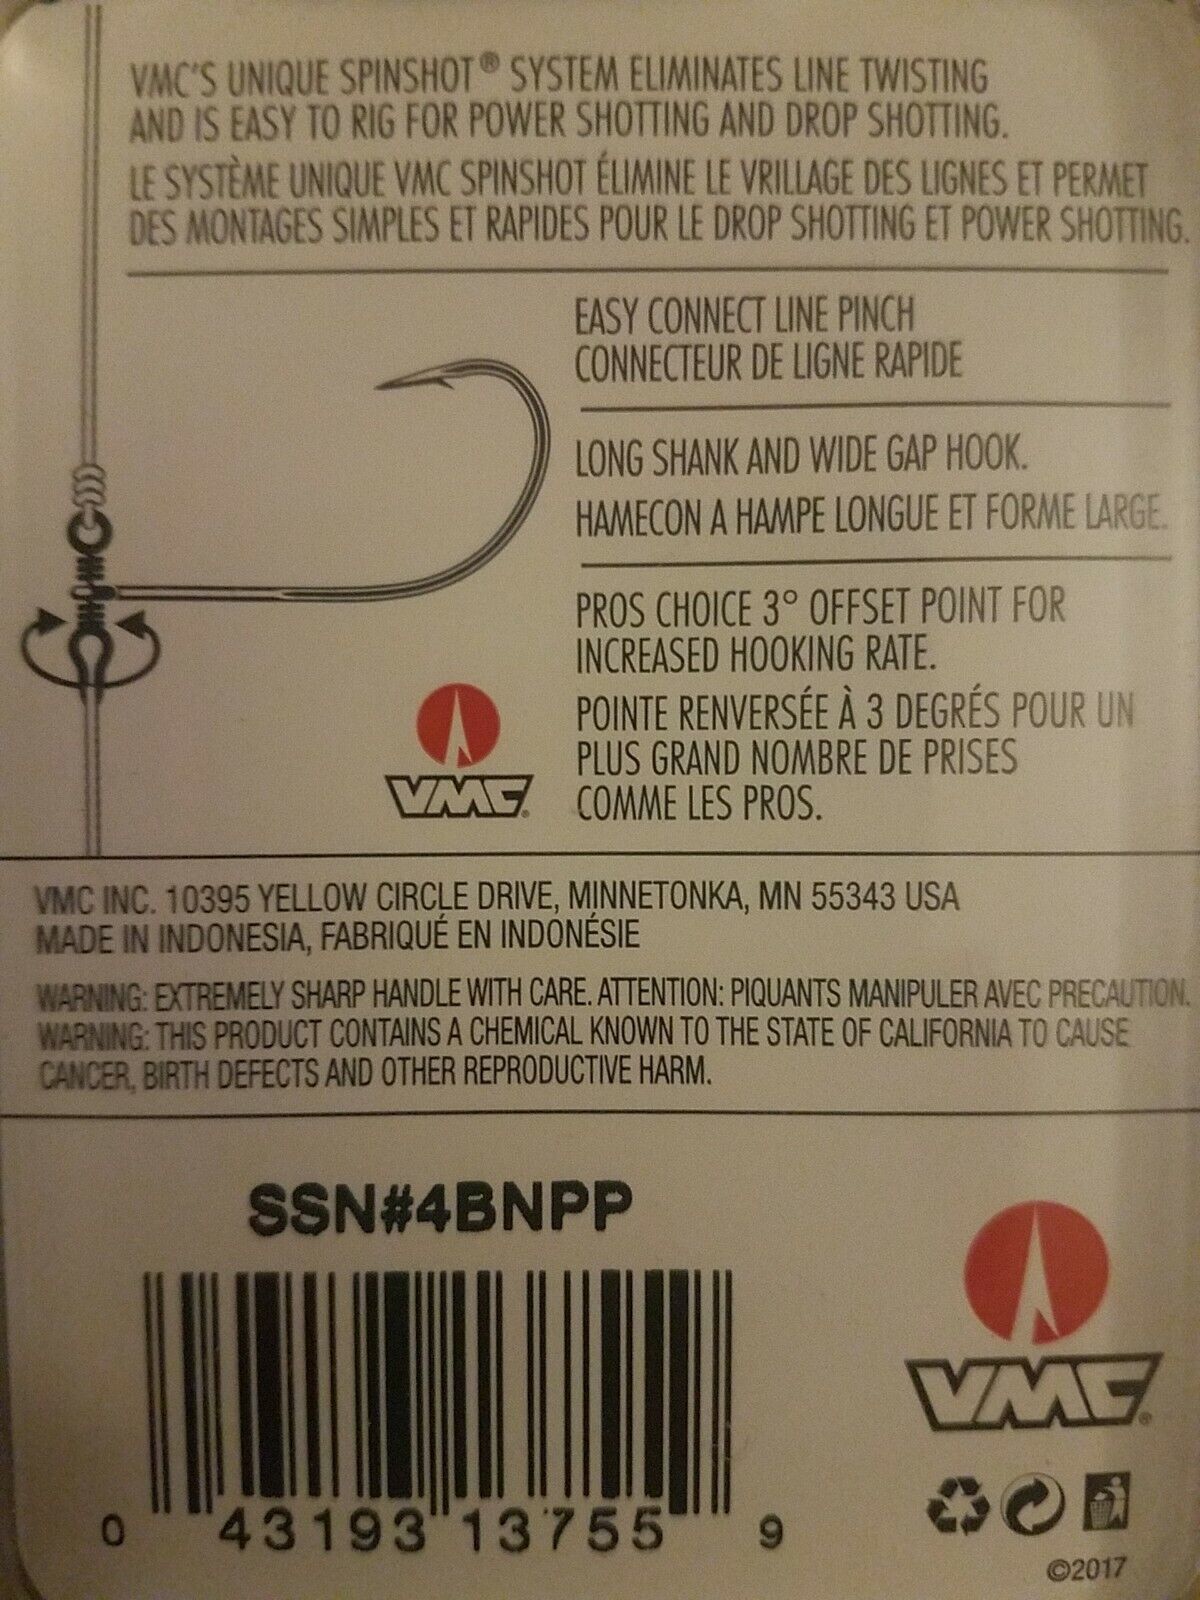 VMC'S UNIQUE SPINSHOT® SYSTEM ELIMINATES LINE TWISTING
AND IS EASY TO RIG FOR POWER SHOTTING AND DROP SHOTTING.
LE SYSTÈME UNIQUE VMC SPINSHOT ÉLIMINE LE VRILLAGE DES LIGNES ET PERMET
DES MONTAGES SIMPLES ET RAPIDES POUR LE DROP SHOTTING ET POWER SHOTTING.
EASY CONNECT LINE PINCH
CONNECTEUR DE LIGNE RAPIDE
LONG SHANK AND WIDE GAP HOOK.
HAMECON A HAMPE LONGUE ET FORME LARGE.
PROS CHOICE 3° OFFSET POINT FOR
INCREASED HOOKING RATE.
POINTE RENVERSÉE À 3 DEGRÉS POUR UN
PLUS GRAND NOMBRE DE PRISES
COMME LES PROS.
VMC®
VMC INC. 10395 YELLOW CIRCLE DRIVE, MINNETONKA, MN 55343 USA
MADE IN INDONESIA, FABRIQUÉ EN INDONÉSIE
WARNING: EXTREMELY SHARP HANDLE WITH CARE. ATTENTION: PIQUANTS MANIPULER AVEC PRECAUTION.
WARNING: THIS PRODUCT CONTAINS A CHEMICAL KNOWN TO THE STATE OF CALIFORNIA TO CAUSE
CANCER, BIRTH DEFECTS AND OTHER REPRODUCTIVE HARM.
SSN#4BNPP
0 43193 13755 9
VMC®
©2017